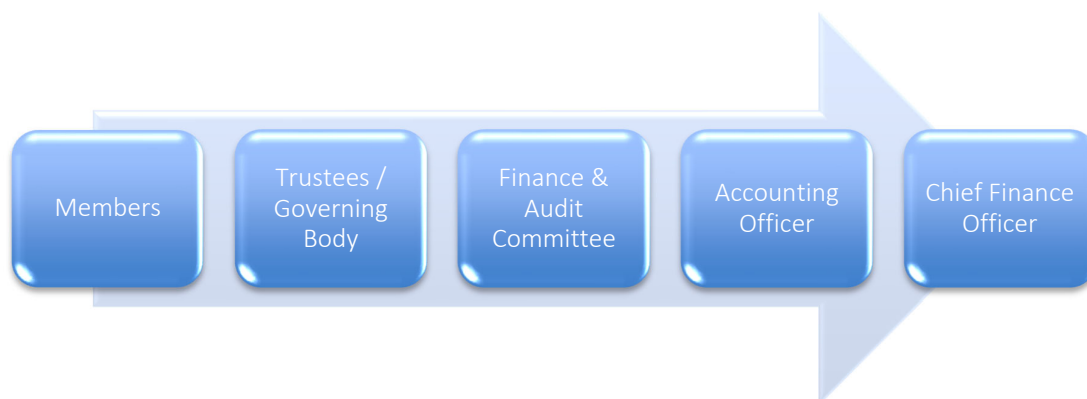 Members
Trustees /
Governing
Body
Finance &
Audit
Committee
Accounting
Officer
Chief Finance
Officer